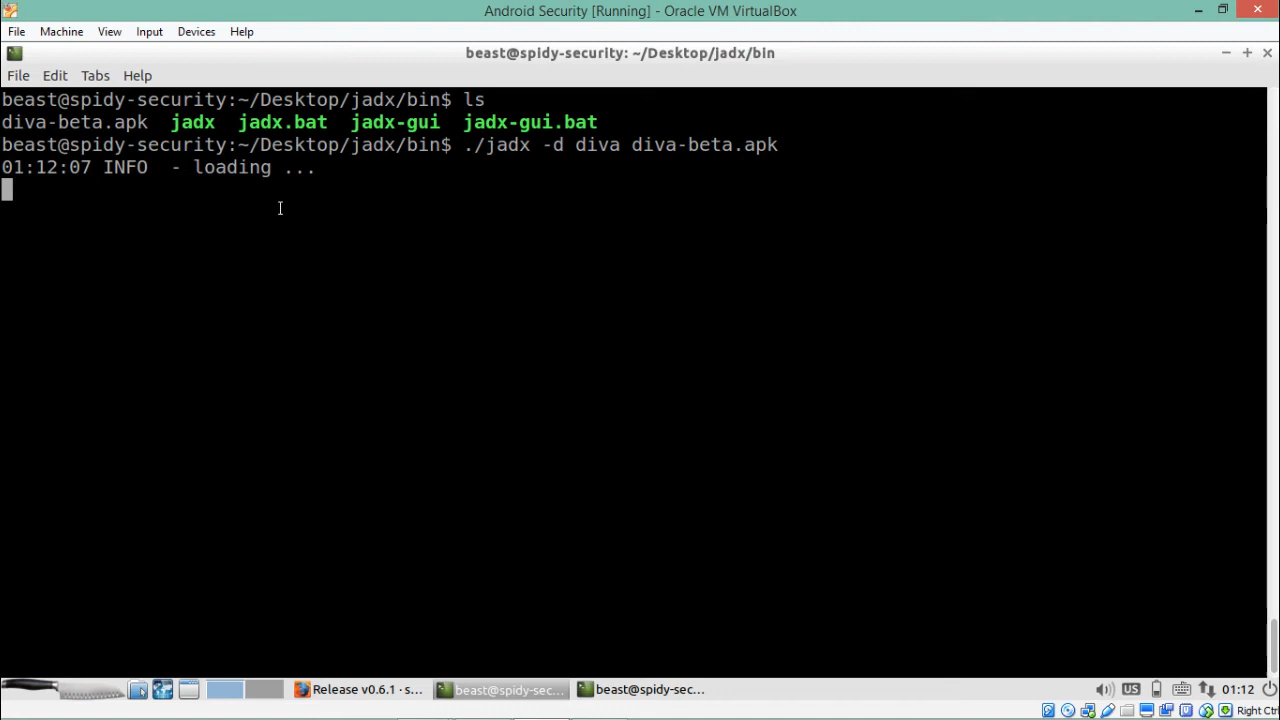 Android Security [Running] - Oracle VM VirtualBox
File Machine View Input Devices Help
beast@spidy-security: ~/Desktop/jadx/bin
File Edit Tabs Help
beast@spidy-security:~/Desktop/jadx/bin$ ls
diva-beta.apk jadx jadx.bat jadx-gui jadx-gui.bat
beast@spidy-security:~/Desktop/jadx/bin$ ./jadx -d diva diva-beta.apk
01:12:07 INFO - loading ...
Release v0.6.1 · s... beast@spidy-sec... beast@spidy-sec... US 01:12
Right Ctrl